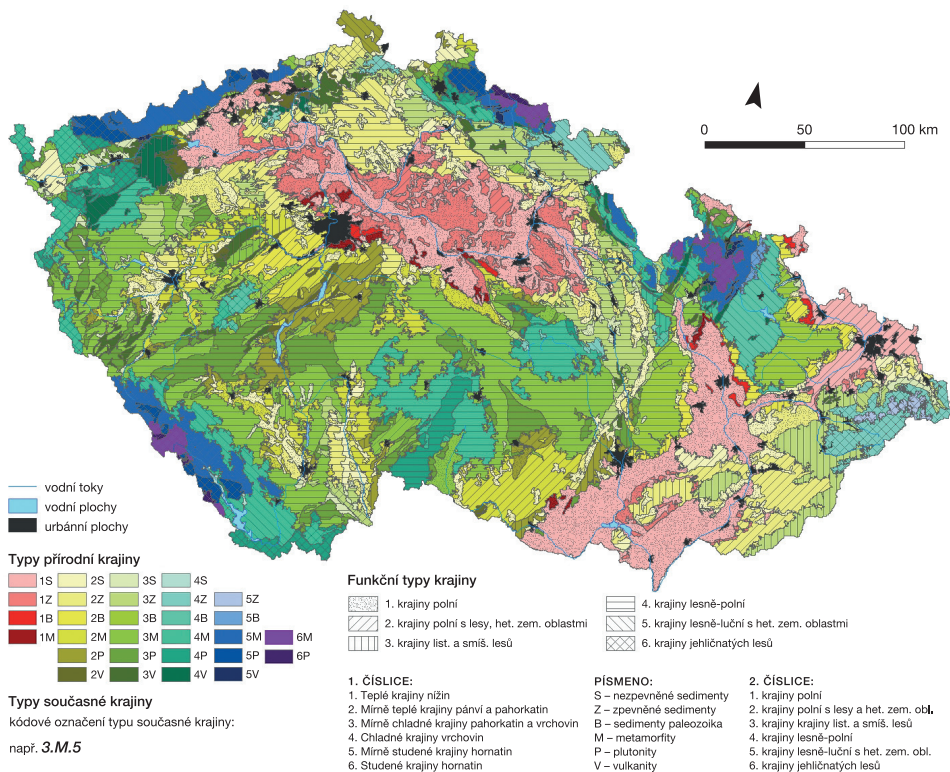 0 50 100 km
vodní toky
vodní plochy
urbánní plochy
Typy přírodní krajiny
1S 2S 3S 4S
1Z 2Z 3Z 4Z 5Z
1B 2B 3B 4B 5B
1M 2M 3M 4M 5M 6M
2P 3P 4P 5P 6P
2V 3V 4V 5V
Typy současné krajiny
kódové označení typu současné krajiny:
např. 3.M.5
Funkční typy krajiny
1. krajiny polní
2. krajiny polní s lesy, het. zem. oblastmi
3. krajiny list. a smíš. lesů
4. krajiny lesně-polní
5. krajiny lesně-luční s het. zem. oblastmi
6. krajiny jehličnatých lesů
1. ČÍSLICE:
1. Teplé krajiny nížin
2. Mírně teplé krajiny pánví a pahorkatin
3. Mírně chladné krajiny pahorkatin a vrchovin
4. Chladné krajiny vrchovin
5. Mírně studené krajiny hornatin
6. Studené krajiny hornatin
PÍSMENO:
S – nezpevněné sedimenty
Z – zpevněné sedimenty
B – sedimenty paleozoika
M – metamorfity
P – plutonity
V – vulkanity
2. ČÍSLICE:
1. krajiny polní
2. krajiny polní s lesy a het. zem. obl.
3. krajiny krajiny list. a smíš. lesů
4. krajiny lesně-polní
5. krajiny lesně-luční s het. zem. obl.
6. krajiny jehličnatých lesů